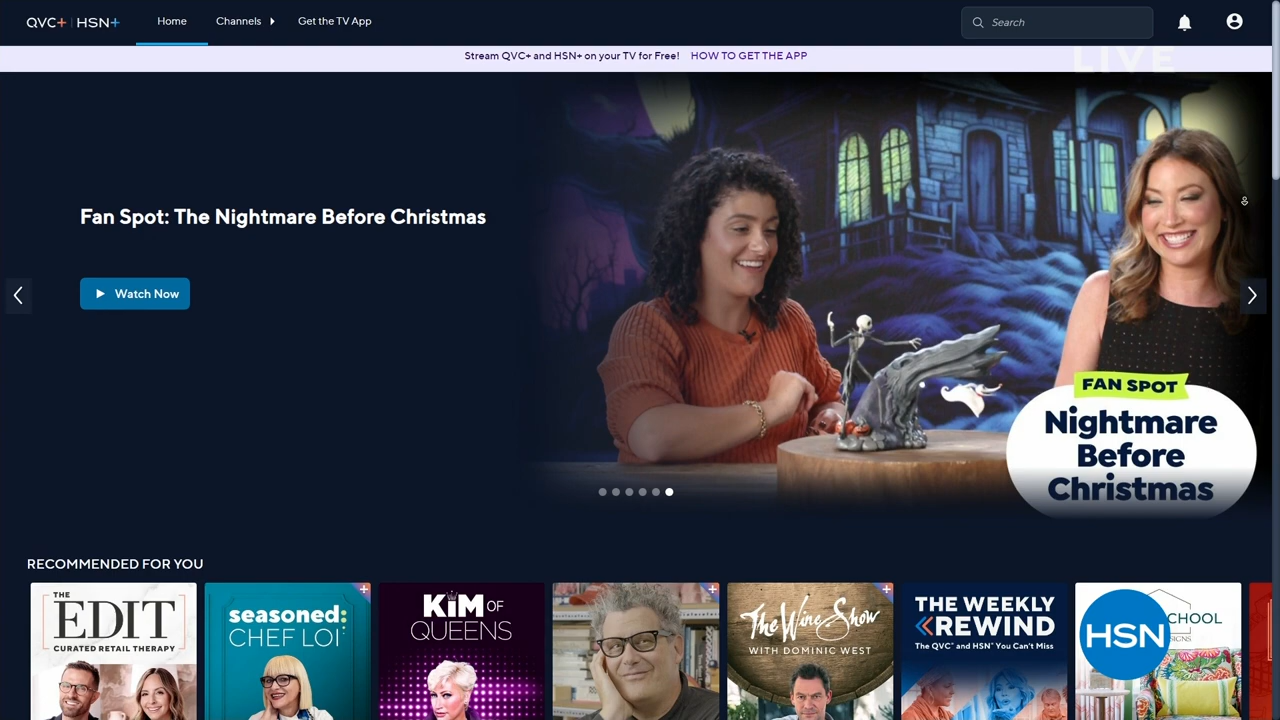 QVC+ | HSN+
Home
Channels
Get the TV App
Search
Stream QVC+ and HSN+ on your TV for Free! HOW TO GET THE APP
LIVE
Fan Spot: The Nightmare Before Christmas
Watch Now
FAN SPOT
Nightmare
Before
Christmas
RECOMMENDED FOR YOU
THE
EDIT
CURATED RETAIL THERAPY
seasoned:
CHEF LOI
KiM OF
QUEENS
The Wine Show
WITH DOMINIC WEST
THE WEEKLY
REWIND
The QVC® and HSN® You Can't Miss
HSN